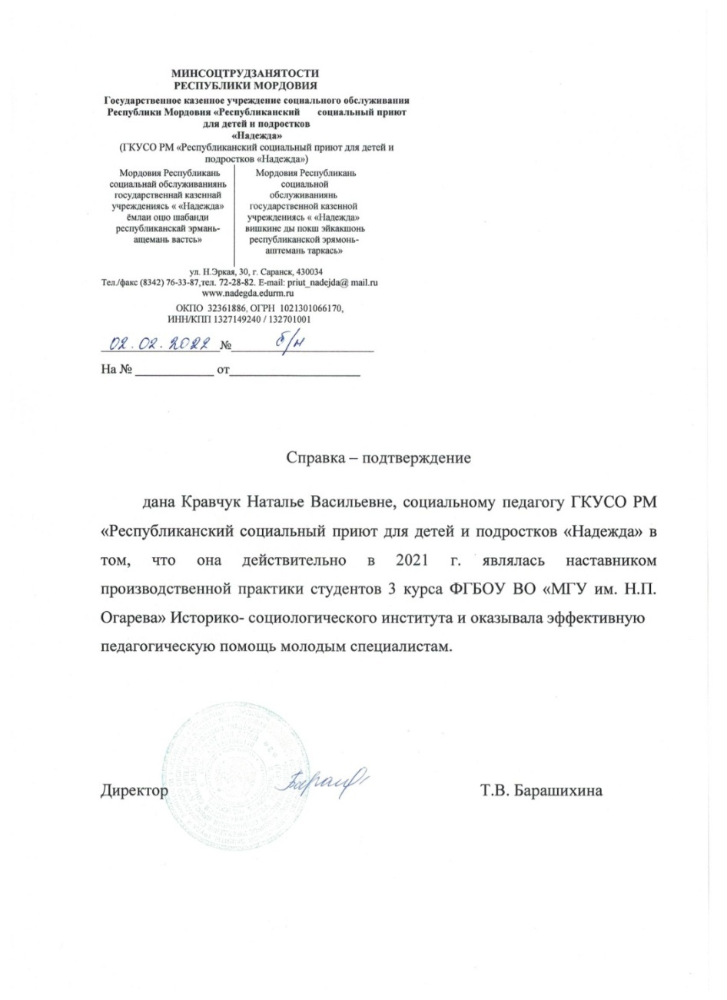 МИНСОЦТРУДЗАНЯТОСТИ
РЕСПУБЛИКИ МОРДОВИЯ
Государственное казенное учреждение социального обслуживания
Республики Мордовия «Республиканский социальный приют
для детей и подростков
«Надежда»
(ГКУСО РМ «Республиканский социальный приют для детей и
подростков «Надежда»)
Мордовия Республикань
социальнай обслуживаниянь
государственнай казеннай
учреждениясь « «Надежда»
ёмлаи оцю шабанди
республиканскай эрмань-
ащемань вастсь»
Мордовия Республикань
социальной
обслуживаниянь
государственной казенной
учреждениясь « «Надежда»
вишкине ды покш эйкакшонь
республиканской эрямонь-
аштемань таркась»
ул. Н.Эркая, 30, г. Саранск, 430034
Тел./факс (8342) 76-33-87,тел. 72-28-82. E-mail: priut_nadejda@ mail.ru
www.nadegda.edurm.ru
ОКПО 32361886, ОГРН 1021301066170,
ИНН/КПП 1327149240 / 132701001
02.02.2022 № б/н
На № ____________ от____________________
Справка – подтверждение
дана Кравчук Наталье Васильевне, социальному педагогу ГКУСО РМ
«Республиканский социальный приют для детей и подростков «Надежда» в
том, что она действительно в 2021 г. являлась наставником
производственной практики студентов 3 курса ФГБОУ ВО «МГУ им. Н.П.
Огарева» Историко- социологического института и оказывала эффективную
педагогическую помощь молодым специалистам.
Директор Т.В. Барашихина